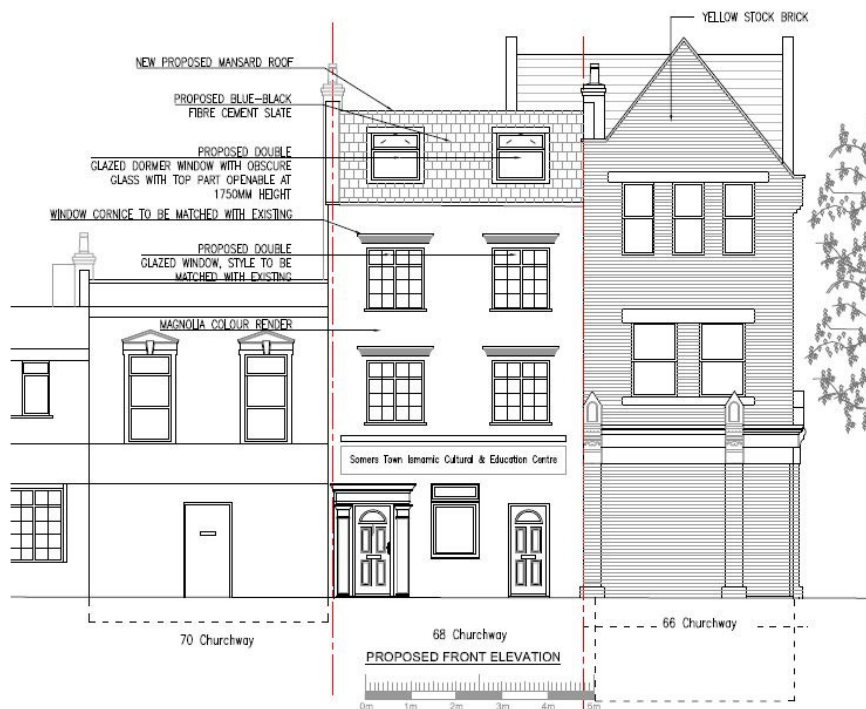 YELLOW STOCK BRICK
NEW PROPOSED MANSARD ROOF
PROPOSED BLUE-BLACK
FIBRE CEMENT SLATE
PROPOSED DOUBLE
GLAZED DORMER WINDOW WITH OBSCURE
GLASS WITH TOP PART OPENABLE AT
1750MM HEIGHT
WINDOW CORNICE TO BE MATCHED WITH EXISTING
PROPOSED DOUBLE
GLAZED WINDOW, STYLE TO BE
MATCHED WITH EXISTING
MAGNOLIA COLOUR RENDER
Somers Town Ismamic Cultural & Education Centre
70 Churchway
68 Churchway
66 Churchway
PROPOSED FRONT ELEVATION
0m 1m 2m 3m 4m 5m